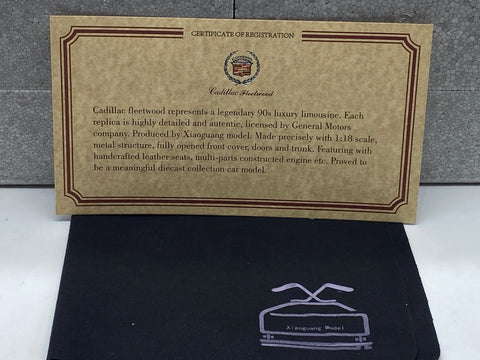 CERTIFICATE OF REGISTRATION
Cadillac Fleetwood
Cadillac fleetwood represents a legendary 90s luxury limousine. Each
replica is highly detailed and autentic, licensed by General Motors
company. Produced by Xiaoguang model. Made precisely with 1:18 scale,
metal structure, fully opened front cover, doors and trunk. Featuring with
handcrafted leather seats, multi-parts constructed engine etc. Proved to
be a meaningful diecast collection car model.
Xiaoguang Model